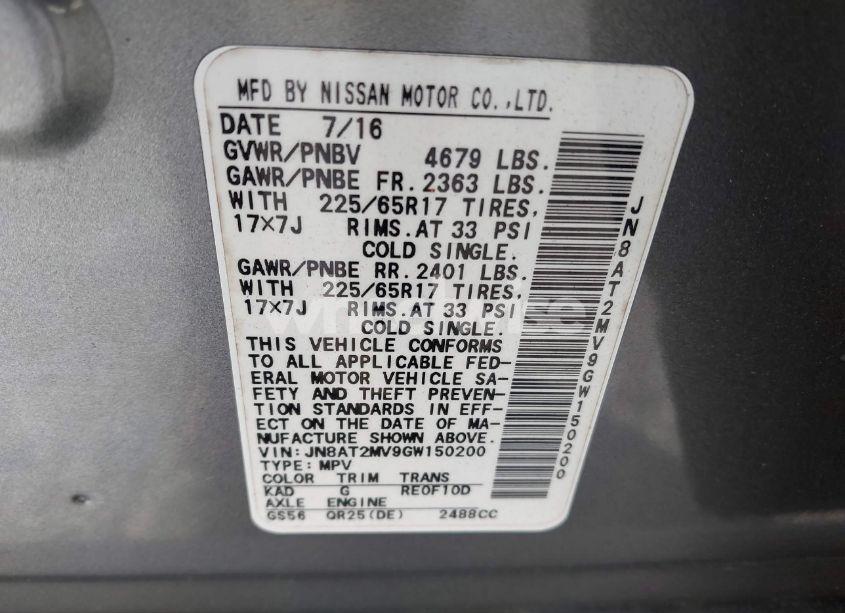 MFD BY NISSAN MOTOR CO.,LTD.
DATE 7/16
GVWR/PNBV 4679 LBS.
GAWR/PNBE FR. 2363 LBS.
WITH 225/65R17 TIRES,
17×7J RIMS.AT 33 PSI
COLD SINGLE.
GAWR/PNBE RR. 2401 LBS.
WITH 225/65R17 TIRES,
17×7J RIMS.AT 33 PSI
COLD SINGLE.
THIS VEHICLE CONFORMS
TO ALL APPLICABLE FED-
ERAL MOTOR VEHICLE SA-
FETY AND THEFT PREVEN-
TION STANDARDS IN EFF-
ECT ON THE DATE OF MA-
NUFACTURE SHOWN ABOVE.
VIN: JN8AT2MV9GW150200
TYPE: MPV
COLOR TRIM TRANS
KAD G RE0F10D
AXLE ENGINE
GS56 QR25(DE) 2488CC
JN8AT2MV9GW150200